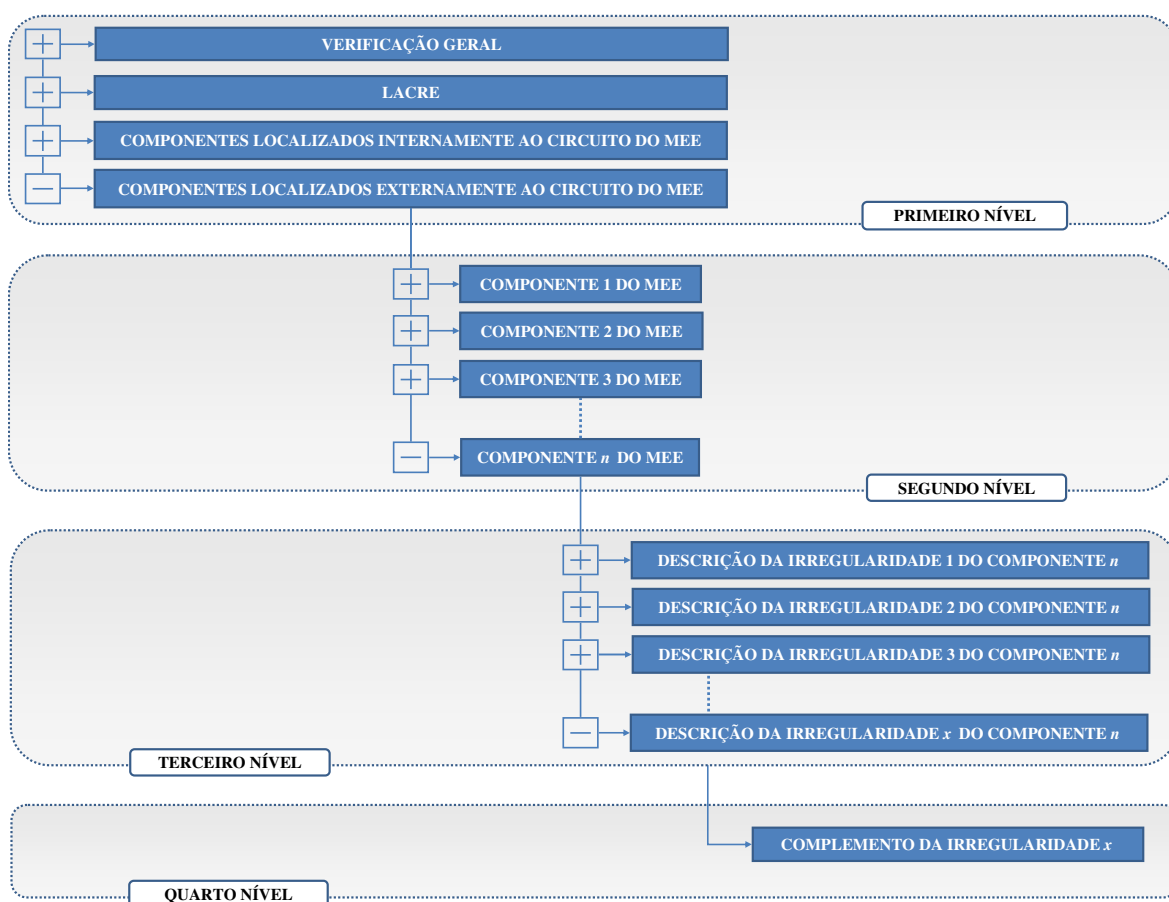 VERIFICAÇÃO GERAL
LACRE
COMPONENTES LOCALIZADOS INTERNAMENTE AO CIRCUITO DO MEE
COMPONENTES LOCALIZADOS EXTERNAMENTE AO CIRCUITO DO MEE
PRIMEIRO NÍVEL
COMPONENTE 1 DO MEE
COMPONENTE 2 DO MEE
COMPONENTE 3 DO MEE
COMPONENTE n DO MEE
SEGUNDO NÍVEL
DESCRIÇÃO DA IRREGULARIDADE 1 DO COMPONENTE n
DESCRIÇÃO DA IRREGULARIDADE 2 DO COMPONENTE n
DESCRIÇÃO DA IRREGULARIDADE 3 DO COMPONENTE n
DESCRIÇÃO DA IRREGULARIDADE x DO COMPONENTE n
TERCEIRO NÍVEL
COMPLEMENTO DA IRREGULARIDADE x
QUARTO NÍVEL